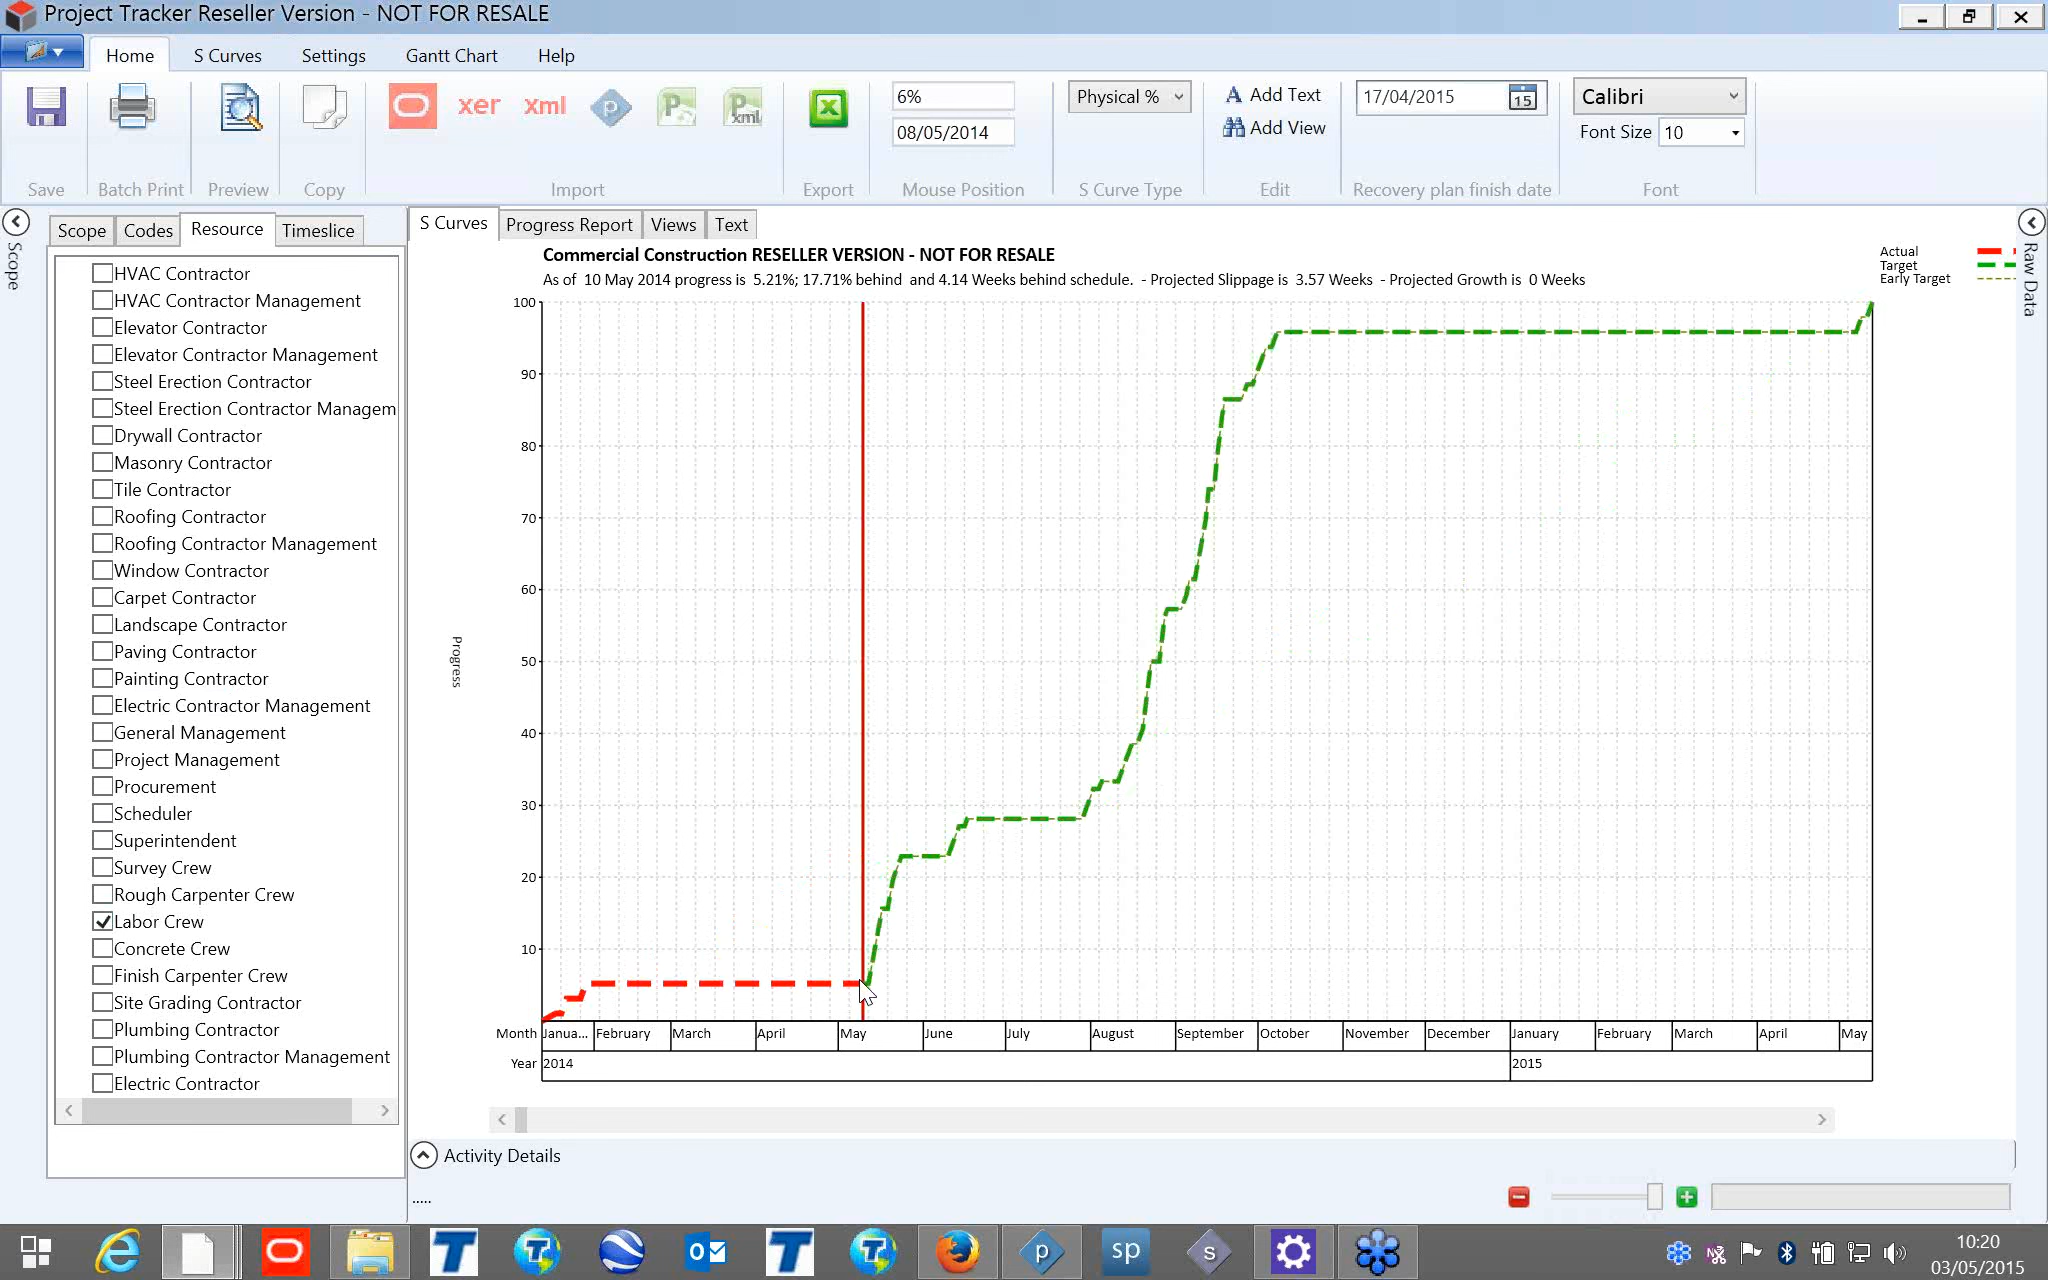 Project Tracker Reseller Version - NOT FOR RESALE
Home S Curves Settings Gantt Chart Help
xer xml P P P xml
6%
08/05/2014
Physical %
A Add Text
Add View
17/04/2015 15
Calibri
Font Size 10
Save Batch Print Preview Copy Import Export Mouse Position S Curve Type Edit Recovery plan finish date Font
Scope
Scope Codes Resource Timeslice
HVAC Contractor
HVAC Contractor Management
Elevator Contractor
Elevator Contractor Management
Steel Erection Contractor
Steel Erection Contractor Managem
Drywall Contractor
Masonry Contractor
Tile Contractor
Roofing Contractor
Roofing Contractor Management
Window Contractor
Carpet Contractor
Landscape Contractor
Paving Contractor
Painting Contractor
Electric Contractor Management
General Management
Project Management
Procurement
Scheduler
Superintendent
Survey Crew
Rough Carpenter Crew
Labor Crew
Concrete Crew
Finish Carpenter Crew
Site Grading Contractor
Plumbing Contractor
Plumbing Contractor Management
Electric Contractor
S Curves Progress Report Views Text
Commercial Construction RESELLER VERSION - NOT FOR RESALE
As of 10 May 2014 progress is 5.21%; 17.71% behind and 4.14 Weeks behind schedule. - Projected Slippage is 3.57 Weeks - Projected Growth is 0 Weeks
Actual
Target
Early Target
Raw Data
100
90
80
70
60
50
40
30
20
10
Progress
Month Janua... February March April May June July August September October November December January February March April May
Year 2014 2015
Activity Details
.....
T p sp s
10:20
03/05/2015